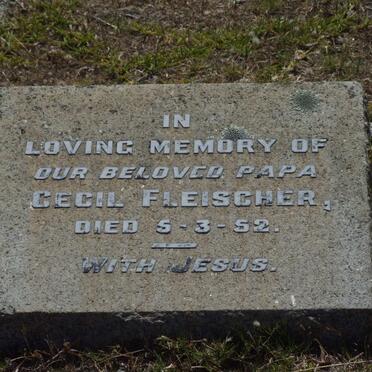 IN
LOVING MEMORY OF
OUR BELOVED PAPA
CECIL FLEISCHER,
DIED 5-3-52.
WITH JESUS.